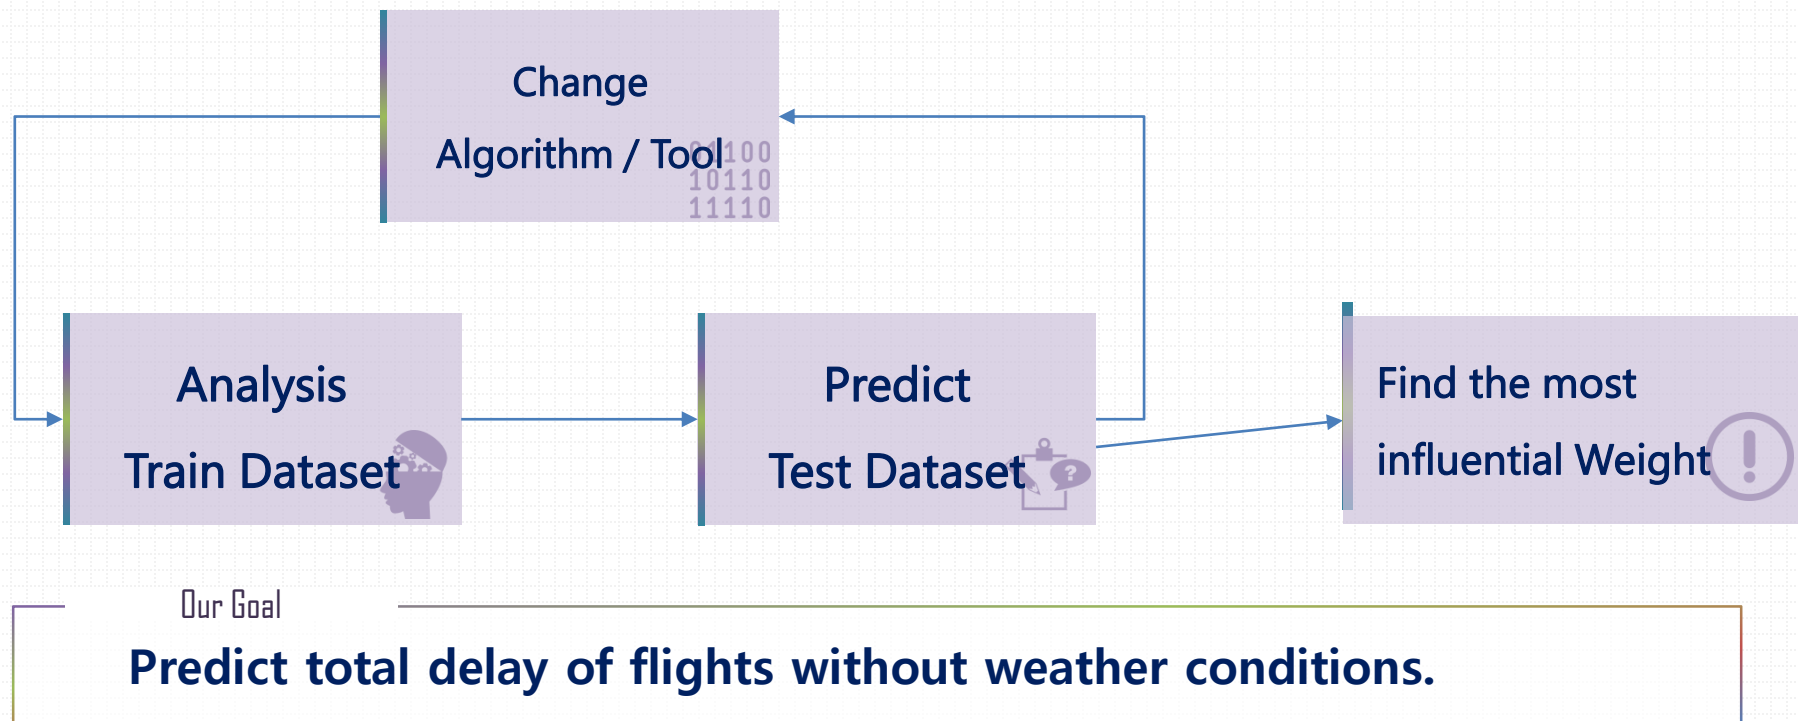 Change
Algorithm / Tool
01100
10110
11110
Analysis
Train Dataset
Predict
Test Dataset
?
Find the most
influential Weight
!
Our Goal
Predict total delay of flights without weather conditions.